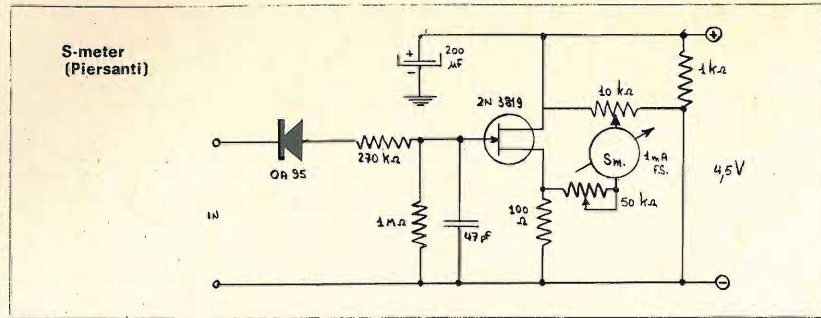 S-meter
(Piersanti)
+
200
μF
+
1kΩ
2N 3819
10 kΩ
Sm.
1mA
F.S.
OA 95
270 kΩ
4,5V
IN
1MΩ
47pF
100
Ω
50 kΩ
-